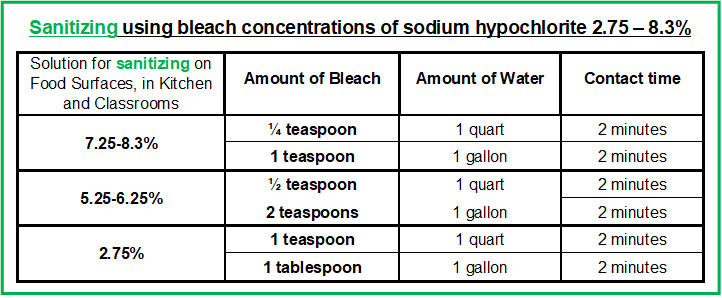 Sanitizing using bleach concentrations of sodium hypochlorite 2.75 – 8.3%
Solution for sanitizing on
Food Surfaces, in Kitchen
and Classrooms
Amount of Bleach
Amount of Water
Contact time
7.25-8.3%
¼ teaspoon
1 quart
2 minutes
1 teaspoon
1 gallon
2 minutes
5.25-6.25%
½ teaspoon
1 quart
2 minutes
2 teaspoons
1 gallon
2 minutes
2.75%
1 teaspoon
1 quart
2 minutes
1 tablespoon
1 gallon
2 minutes